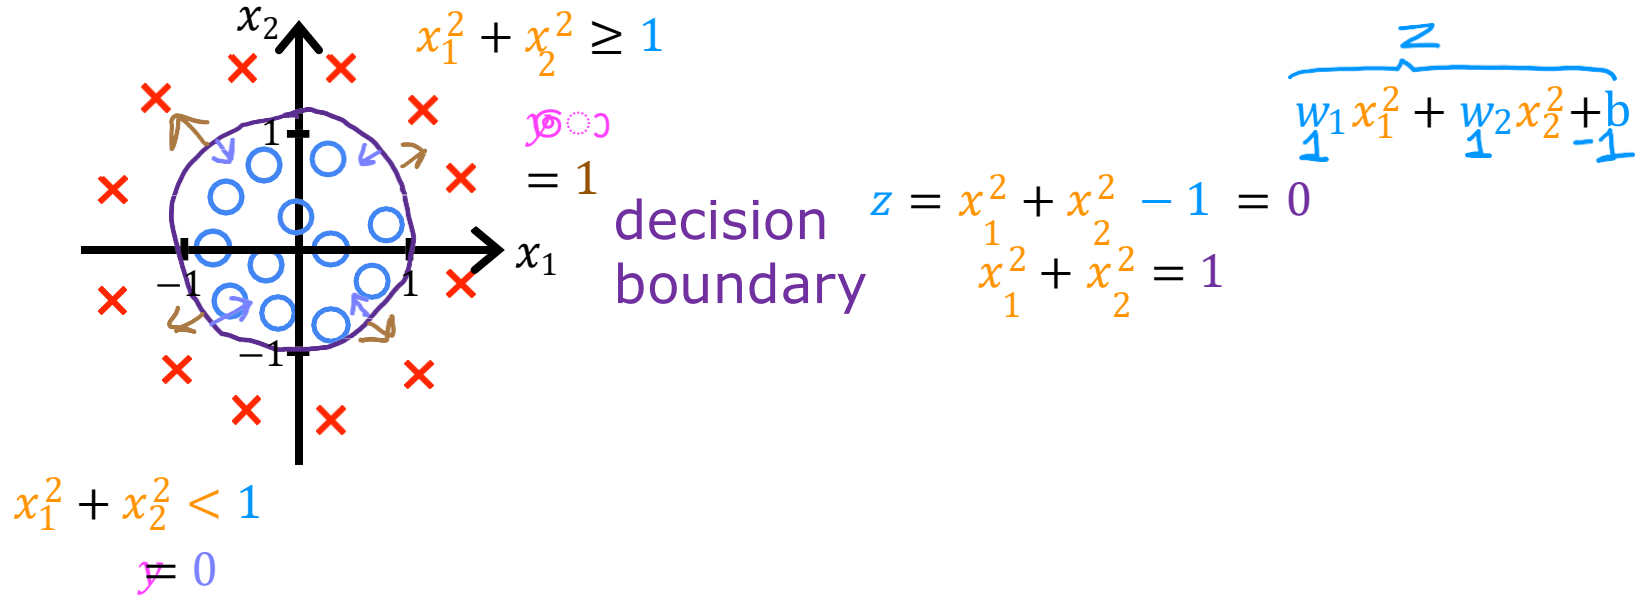 x₂
x₁² + x₂² ≥ 1
= 1
z
w₁x₁² + w₂x₂² + b
1 1 -1
1
-1 1
-1
x₁
decision
boundary
z = x₁² + x₂² − 1 = 0
x₁² + x₂² = 1
x₁² + x₂² < 1
y = 0